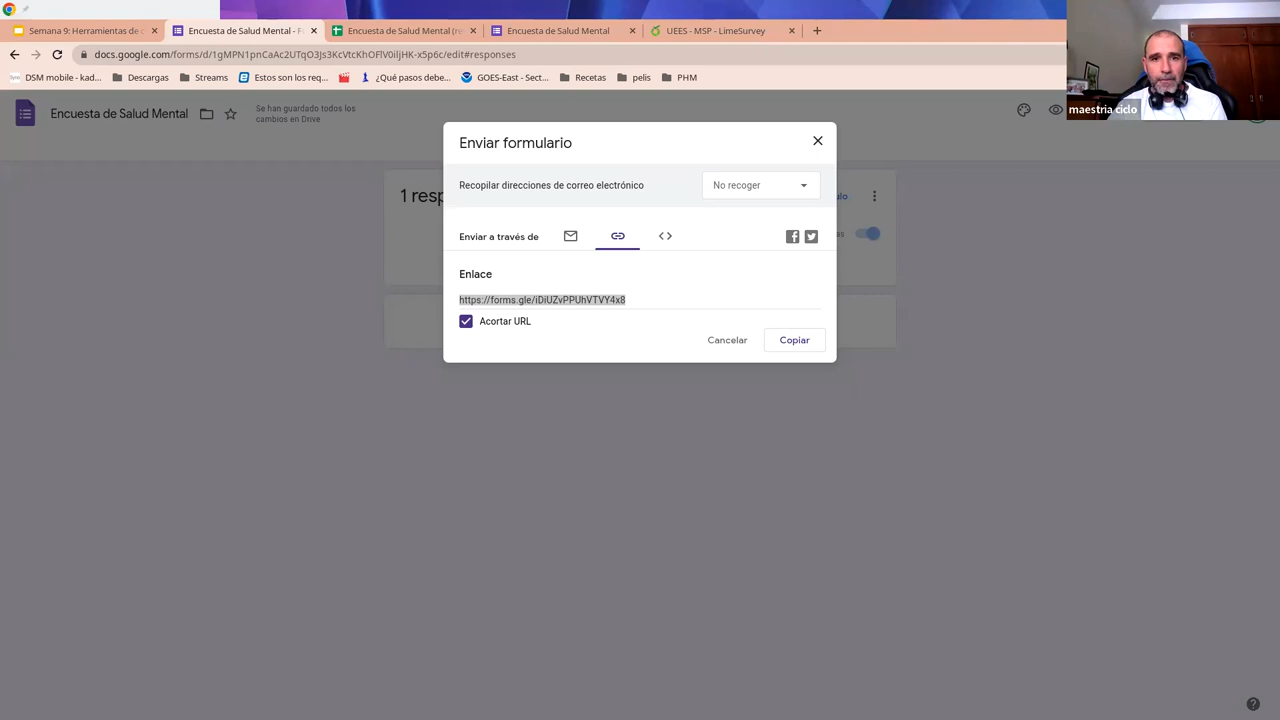 Semana 9: Herramientas de c
Encuesta de Salud Mental - F
Encuesta de Salud Mental (re
Encuesta de Salud Mental
UEES - MSP - LimeSurvey
docs.google.com/forms/d/1gMPN1pnCaAc2UTqO3Js3KcVtcKhOFlV0iljHK-x5p6c/edit#responses
DSM mobile - kad...
Descargas
Streams
Estos son los req...
¿Qué pasos debe...
GOES-East - Sect...
Recetas
pelis
PHM
maestria ciclo
Encuesta de Salud Mental
Se han guardado todos los
cambios en Drive
Enviar formulario
Recopilar direcciones de correo electrónico
No recoger
1 resp
Enviar a través de
Enlace
https://forms.gle/iDiUZvPPUhVTVY4x8
Acortar URL
Cancelar
Copiar